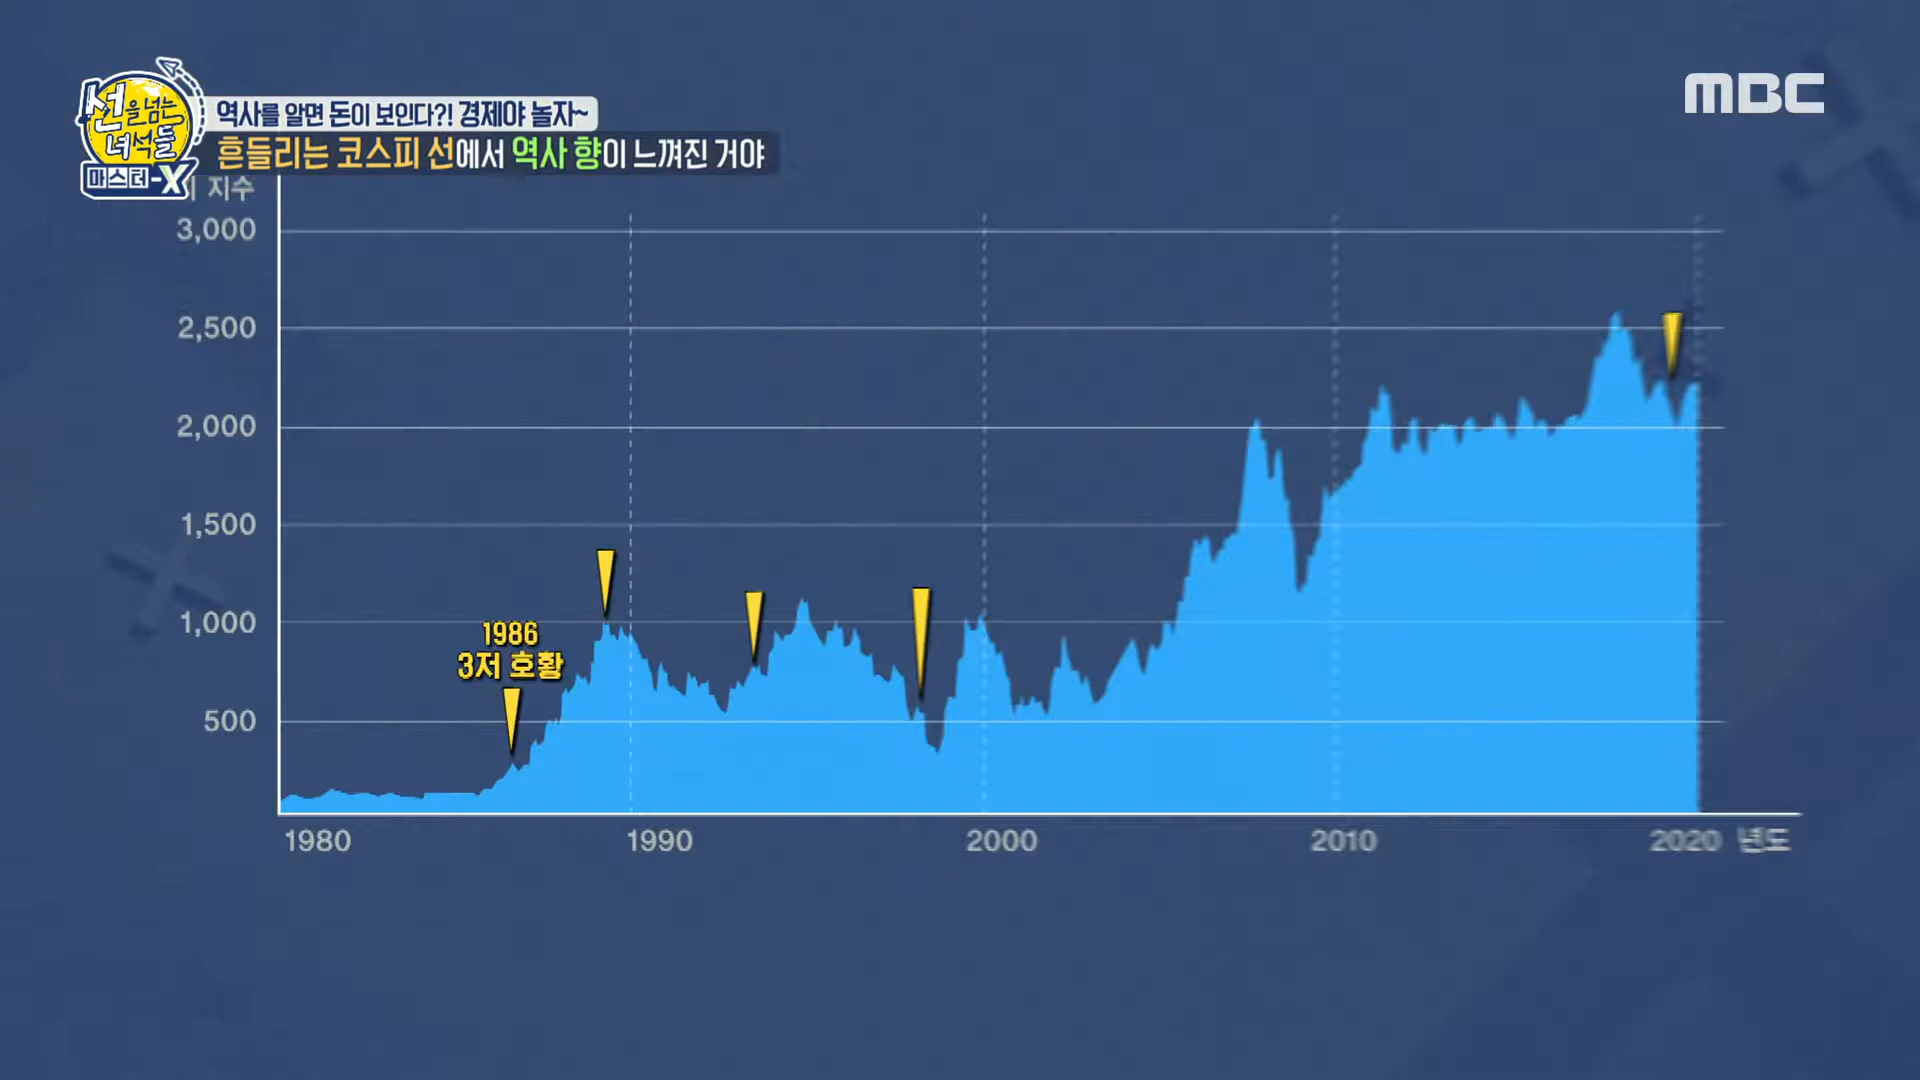 선을 넘는
녀석들
마스터-X
역사를 알면 돈이 보인다?! 경제야 놀자~
흔들리는 코스피 선에서 역사 향이 느껴진 거야
MBC
지수
3,000
2,500
2,000
1,500
1,000
500
1986
3저 호황
1980
1990
2000
2010
2020
년도